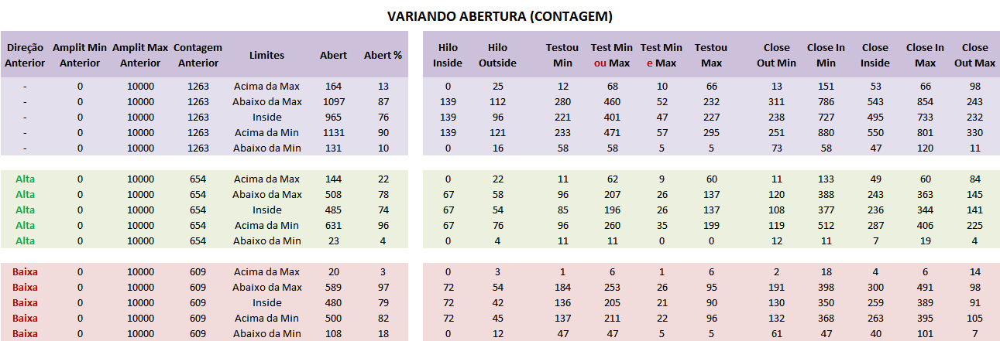 VARIANDO ABERTURA (CONTAGEM)
Direção Anterior Amplit Min Anterior Amplit Max Anterior Contagem Anterior Limites Abert Abert % Hilo Inside Hilo Outside Testou Min Test Min ou Max Test Min e Max Testou Max Close Out Min Close In Min Close Inside Close In Max Close Out Max
- 0 10000 1263 Acima da Max 164 13 0 25 12 68 10 66 13 151 53 66 98
- 0 10000 1263 Abaixo da Max 1097 87 139 112 280 460 52 232 311 786 543 854 243
- 0 10000 1263 Inside 965 76 139 96 221 401 47 227 238 727 495 733 232
- 0 10000 1263 Acima da Min 1131 90 139 121 233 471 57 295 251 880 550 801 330
- 0 10000 1263 Abaixo da Min 131 10 0 16 58 58 5 5 73 58 47 120 11
Alta 0 10000 654 Acima da Max 144 22 0 22 11 62 9 60 11 133 49 60 84
Alta 0 10000 654 Abaixo da Max 508 78 67 58 96 207 26 137 120 388 243 363 145
Alta 0 10000 654 Inside 485 74 67 54 85 196 26 137 108 377 236 344 141
Alta 0 10000 654 Acima da Min 631 96 67 76 96 260 35 199 119 512 287 406 225
Alta 0 10000 654 Abaixo da Min 23 4 0 4 11 11 0 0 12 11 7 19 4
Baixa 0 10000 609 Acima da Max 20 3 0 3 1 6 1 6 2 18 4 6 14
Baixa 0 10000 609 Abaixo da Max 589 97 72 54 184 253 26 95 191 398 300 491 98
Baixa 0 10000 609 Inside 480 79 72 42 136 205 21 90 130 350 259 389 91
Baixa 0 10000 609 Acima da Min 500 82 72 45 137 211 22 96 132 368 263 395 105
Baixa 0 10000 609 Abaixo da Min 108 18 0 12 47 47 5 5 61 47 40 101 7